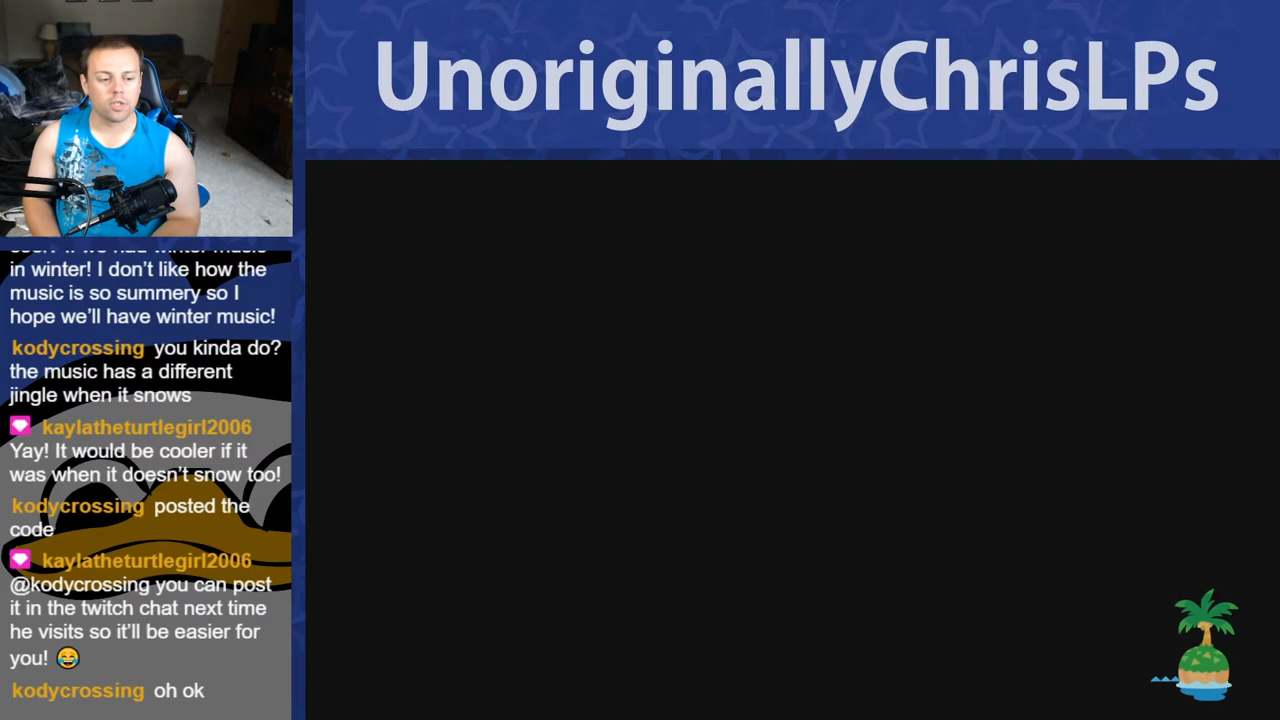 UnoriginallyChrisLPs
in winter! I don't like how the
music is so summery so I
hope we'll have winter music!
kodycrossing you kinda do?
the music has a different
jingle when it snows
kaylatheturtlegirl2006
Yay! It would be cooler if it
was when it doesn't snow too!
kodycrossing posted the
code
kaylatheturtlegirl2006
@kodycrossing you can post
it in the twitch chat next time
he visits so it'll be easier for
you! 😂
kodycrossing oh ok